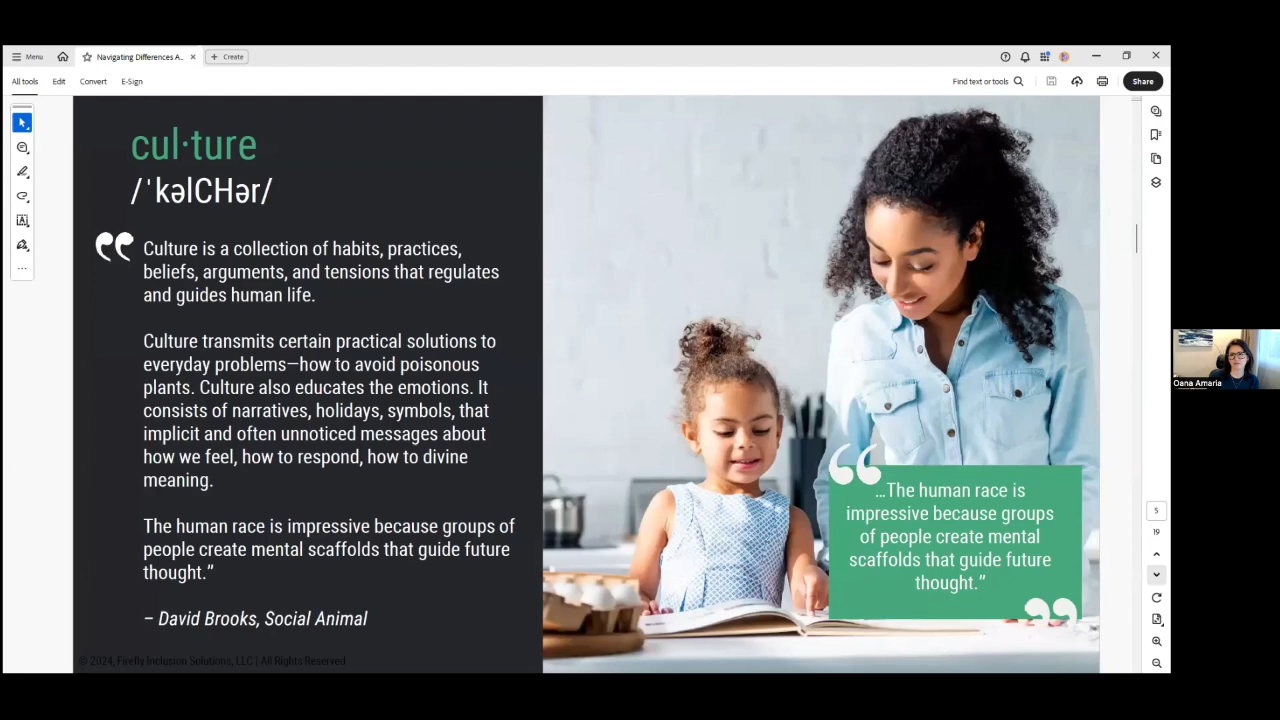 Menu
Navigating Differences A..
Create
All tools
Edit
Convert
E-Sign
Find text or tools
Share
cul·ture
/ˈkəlCHər/
Culture is a collection of habits, practices,
beliefs, arguments, and tensions that regulates
and guides human life.
Culture transmits certain practical solutions to
everyday problems—how to avoid poisonous
plants. Culture also educates the emotions. It
consists of narratives, holidays, symbols, that
implicit and often unnoticed messages about
how we feel, how to respond, how to divine
meaning.
The human race is impressive because groups of
people create mental scaffolds that guide future
thought.”
– David Brooks, Social Animal
© 2024, Firefly Inclusion Solutions, LLC | All Rights Reserved
“
…The human race is
impressive because groups
of people create mental
scaffolds that guide future
thought.”
”
5
19
Oana Amaria